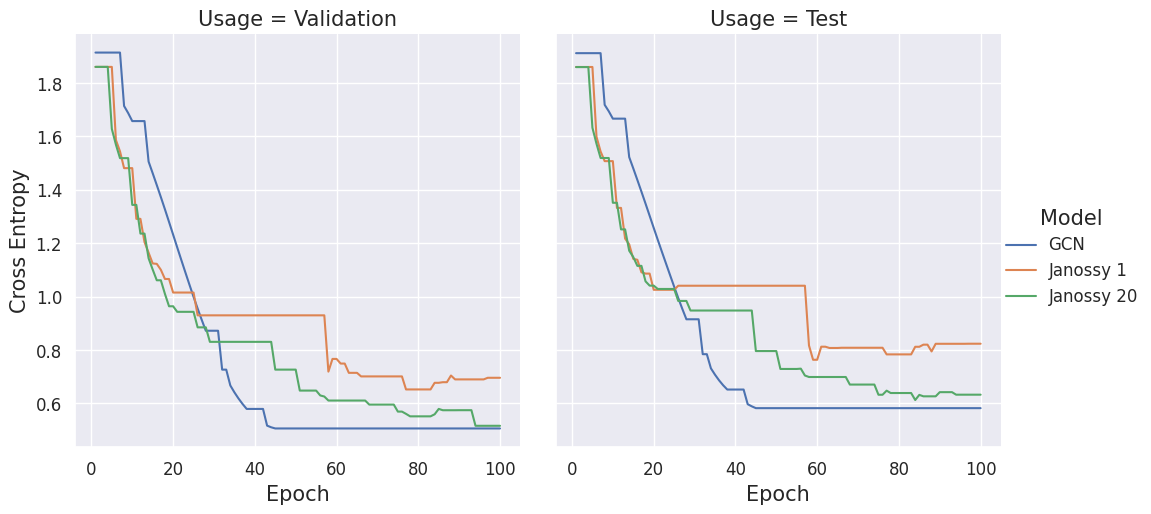 Usage = Validation
Usage = Test
Cross Entropy
1.8
1.6
1.4
1.2
1.0
0.8
0.6
0 20 40 60 80 100
0 20 40 60 80 100
Epoch
Epoch
Model
GCN
Janossy 1
Janossy 20